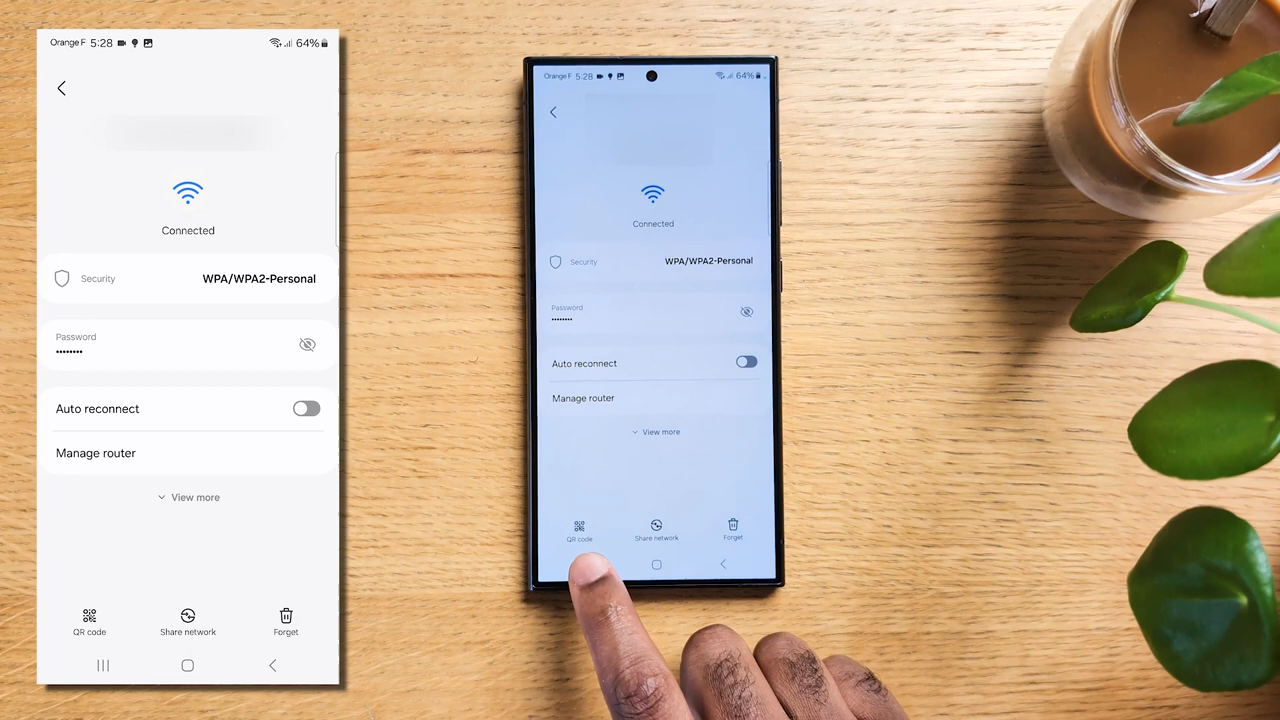 Orange F 5:28 64%
Connected
Security WPA/WPA2-Personal
Password
••••••••
Auto reconnect
Manage router
View more
QR code Share network Forget
Orange F 5:28 64%
Connected
Security WPA/WPA2-Personal
Password
••••••••
Auto reconnect
Manage router
View more
QR code Share network Forget